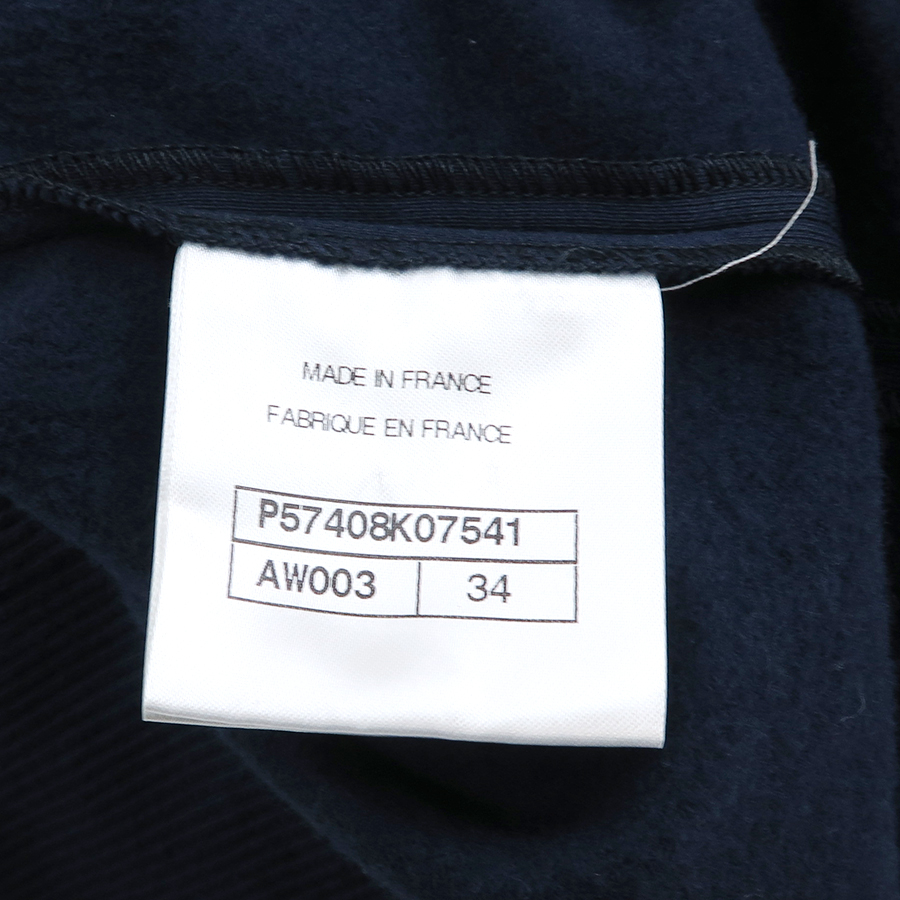 MADE IN FRANCE
FABRIQUE EN FRANCE
P57408K07541
AW003 34